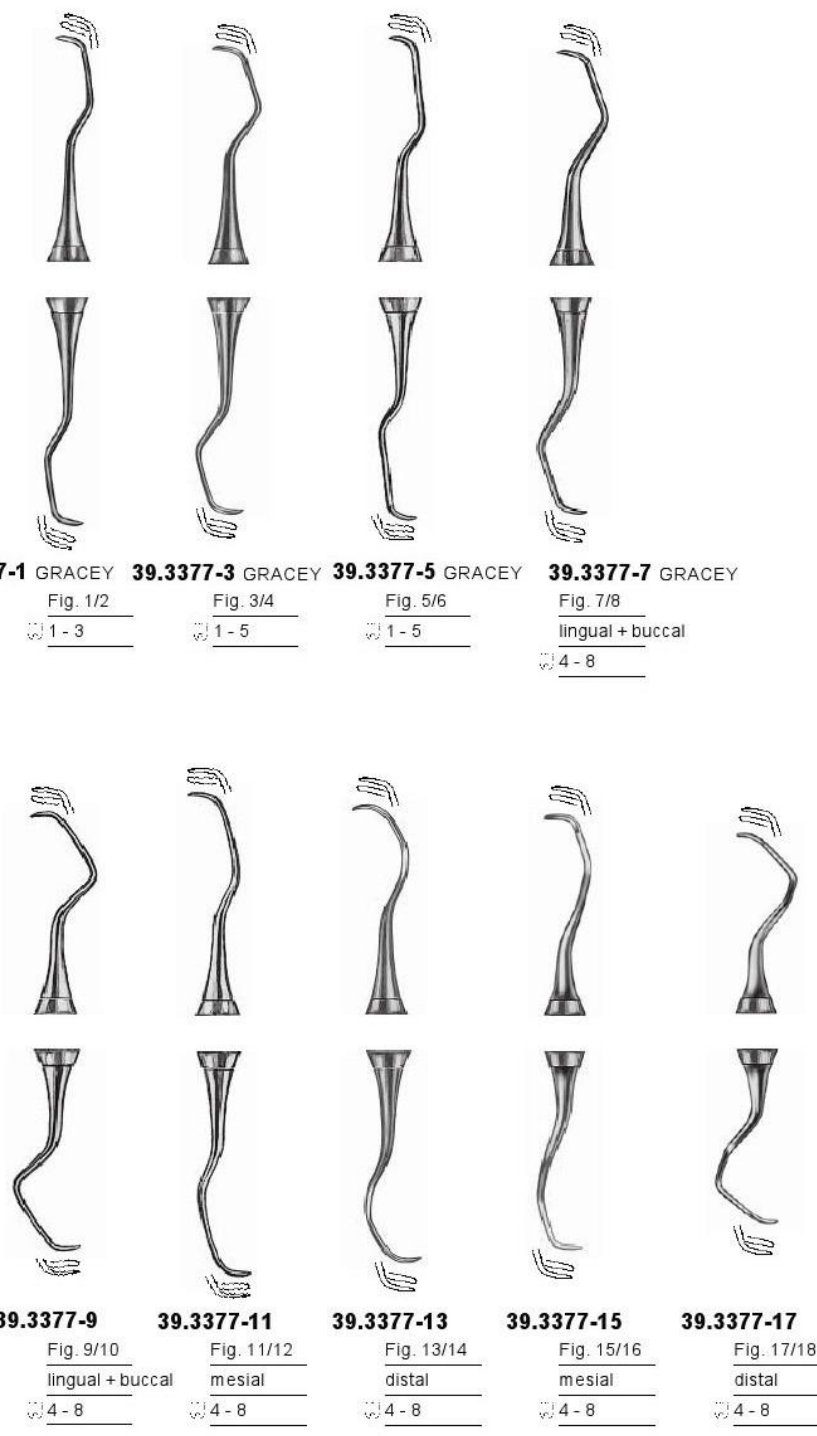 7-1 GRACEY 39.3377-3 GRACEY 39.3377-5 GRACEY 39.3377-7 GRACEY
Fig. 1/2 Fig. 3/4 Fig. 5/6 Fig. 7/8
1 - 3 1 - 5 1 - 5 lingual + buccal
4 - 8
39.3377-9 39.3377-11 39.3377-13 39.3377-15 39.3377-17
Fig. 9/10 Fig. 11/12 Fig. 13/14 Fig. 15/16 Fig. 17/18
lingual + buccal mesial distal mesial distal
4 - 8 4 - 8 4 - 8 4 - 8 4 - 8